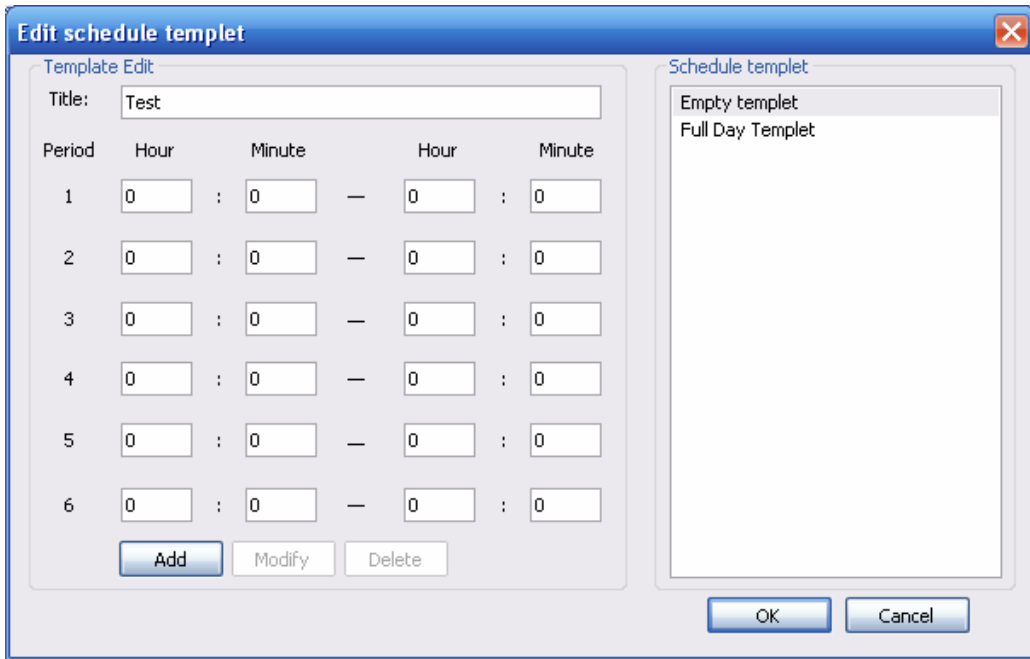 Edit schedule templet
Template Edit
Title: Test
Period Hour Minute Hour Minute
1 0 : 0 — 0 : 0
2 0 : 0 — 0 : 0
3 0 : 0 — 0 : 0
4 0 : 0 — 0 : 0
5 0 : 0 — 0 : 0
6 0 : 0 — 0 : 0
Add Modify Delete
Schedule templet
Empty templet
Full Day Templet
OK Cancel